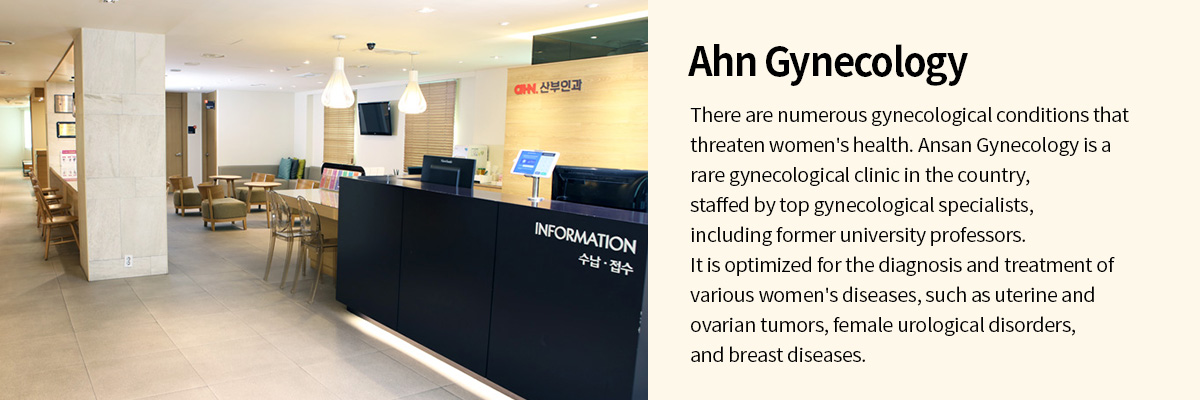 AHN. 산부인과
INFORMATION
수납·접수
Ahn Gynecology
There are numerous gynecological conditions that
threaten women's health. Ansan Gynecology is a
rare gynecological clinic in the country,
staffed by top gynecological specialists,
including former university professors.
It is optimized for the diagnosis and treatment of
various women's diseases, such as uterine and
ovarian tumors, female urological disorders,
and breast diseases.